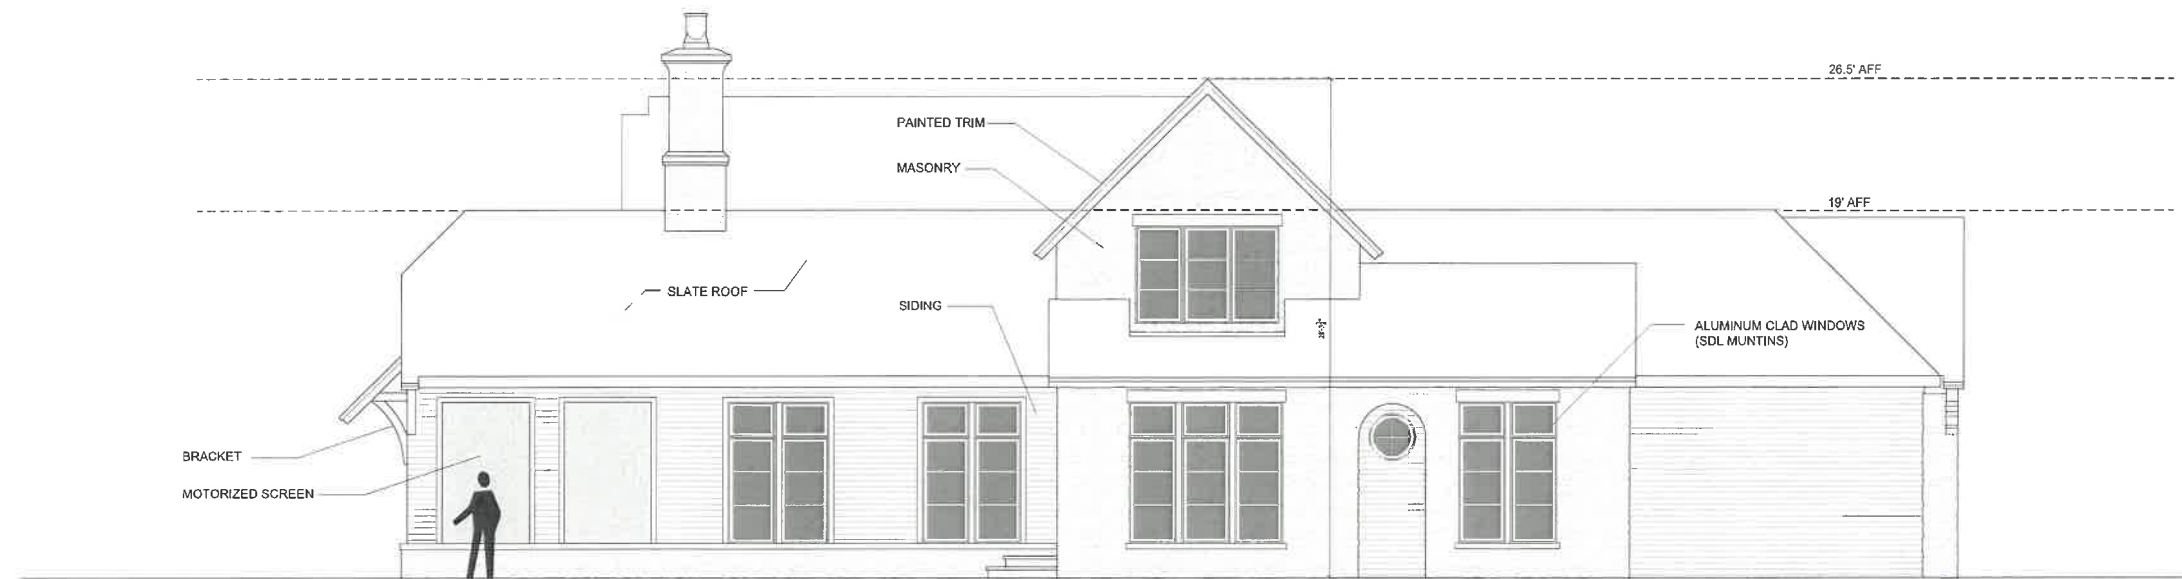 26.5' AFF
PAINTED TRIM
MASONRY
19' AFF
SLATE ROOF
SIDING
ALUMINUM CLAD WINDOWS
(SDL MUNTINS)
BRACKET
MOTORIZED SCREEN